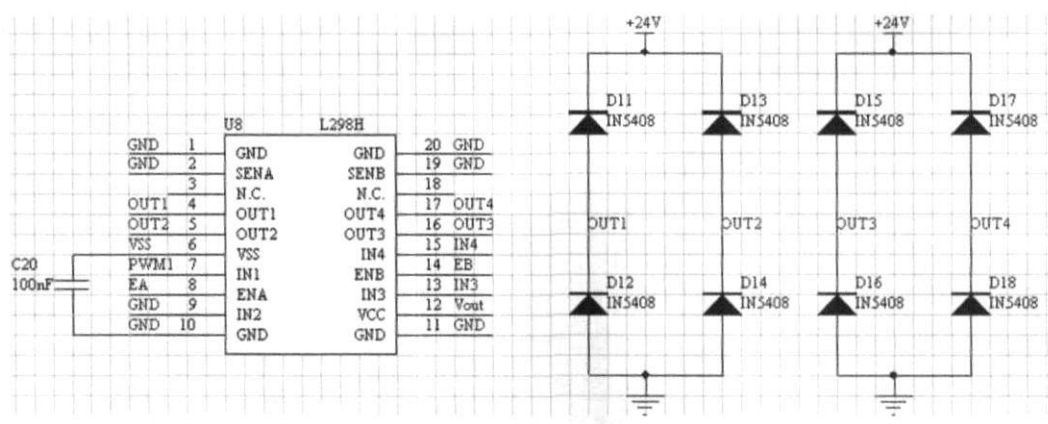 U8 L298H
GND 1 GND GND 20 GND
GND 2 SENA SENB 19 GND
3 N.C. N.C. 18
OUT1 4 OUT1 OUT4 17 OUT4
OUT2 5 OUT2 OUT3 16 OUT3
VSS 6 VSS IN4 15 IN4
PWM1 7 IN1 ENB 14 EB
EA 8 ENA IN3 13 IN3
GND 9 IN2 VCC 12 Vout
GND 10 GND GND 11 GND
C20
100nF
+24V
D11
IN5408
D13
IN5408
OUT1
OUT2
D12
IN5408
D14
IN5408
+24V
D15
IN5408
D17
IN5408
OUT3
OUT4
D16
IN5408
D18
IN5408